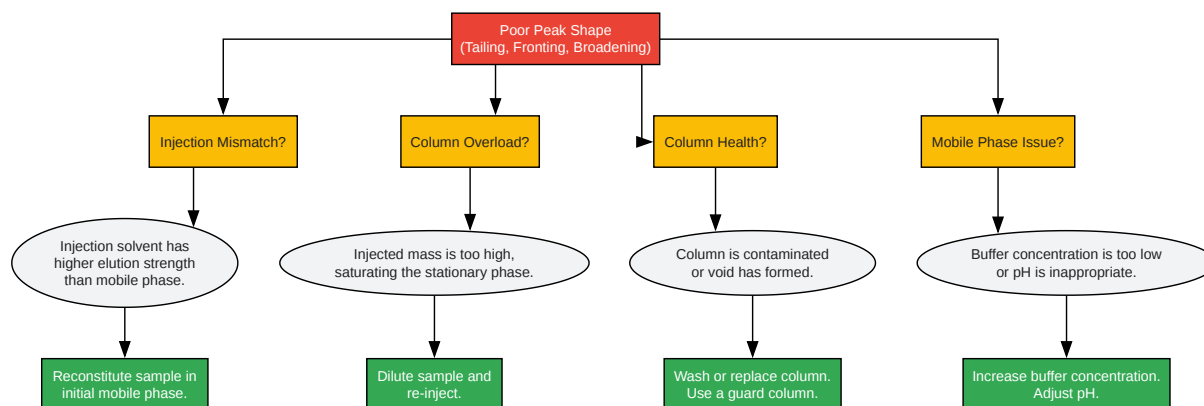 Poor Peak Shape
(Tailing, Fronting, Broadening)
Injection Mismatch?
Column Overload?
Column Health?
Mobile Phase Issue?
Injection solvent has
higher elution strength
than mobile phase.
Injected mass is too high,
saturating the stationary phase.
Column is contaminated
or void has formed.
Buffer concentration is too low
or pH is inappropriate.
Reconstitute sample in
initial mobile phase.
Dilute sample and
re-inject.
Wash or replace column.
Use a guard column.
Increase buffer concentration.
Adjust pH.